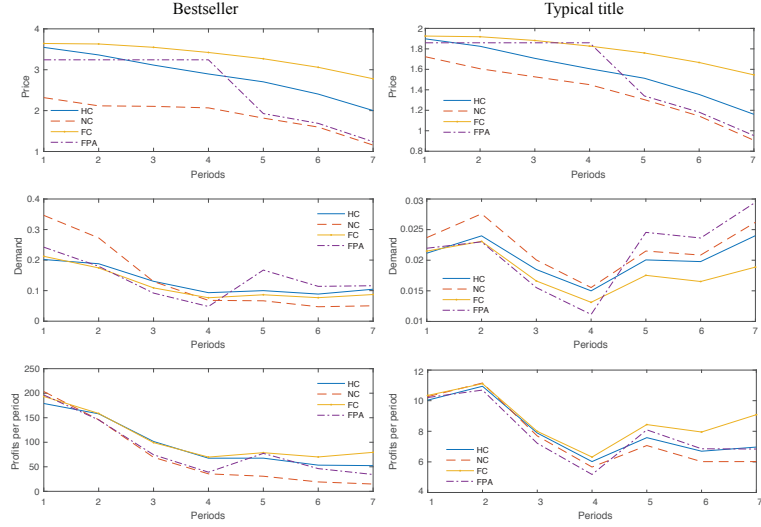 Bestseller
Typical title
4
3
2
1
Price
HC
NC
FC
FPA
1 2 3 4 5 6 7
Periods
2
1.8
1.6
1.4
1.2
1
0.8
Price
HC
NC
FC
FPA
1 2 3 4 5 6 7
Periods
0.4
0.3
0.2
0.1
0
Demand
HC
NC
FC
FPA
1 2 3 4 5 6 7
Periods
0.03
0.025
0.02
0.015
0.01
Demand
HC
NC
FC
FPA
1 2 3 4 5 6 7
Periods
250
200
150
100
50
0
Profits per period
HC
NC
FC
FPA
1 2 3 4 5 6 7
Periods
12
10
8
6
4
Profits per period
HC
NC
FC
FPA
1 2 3 4 5 6 7
Periods